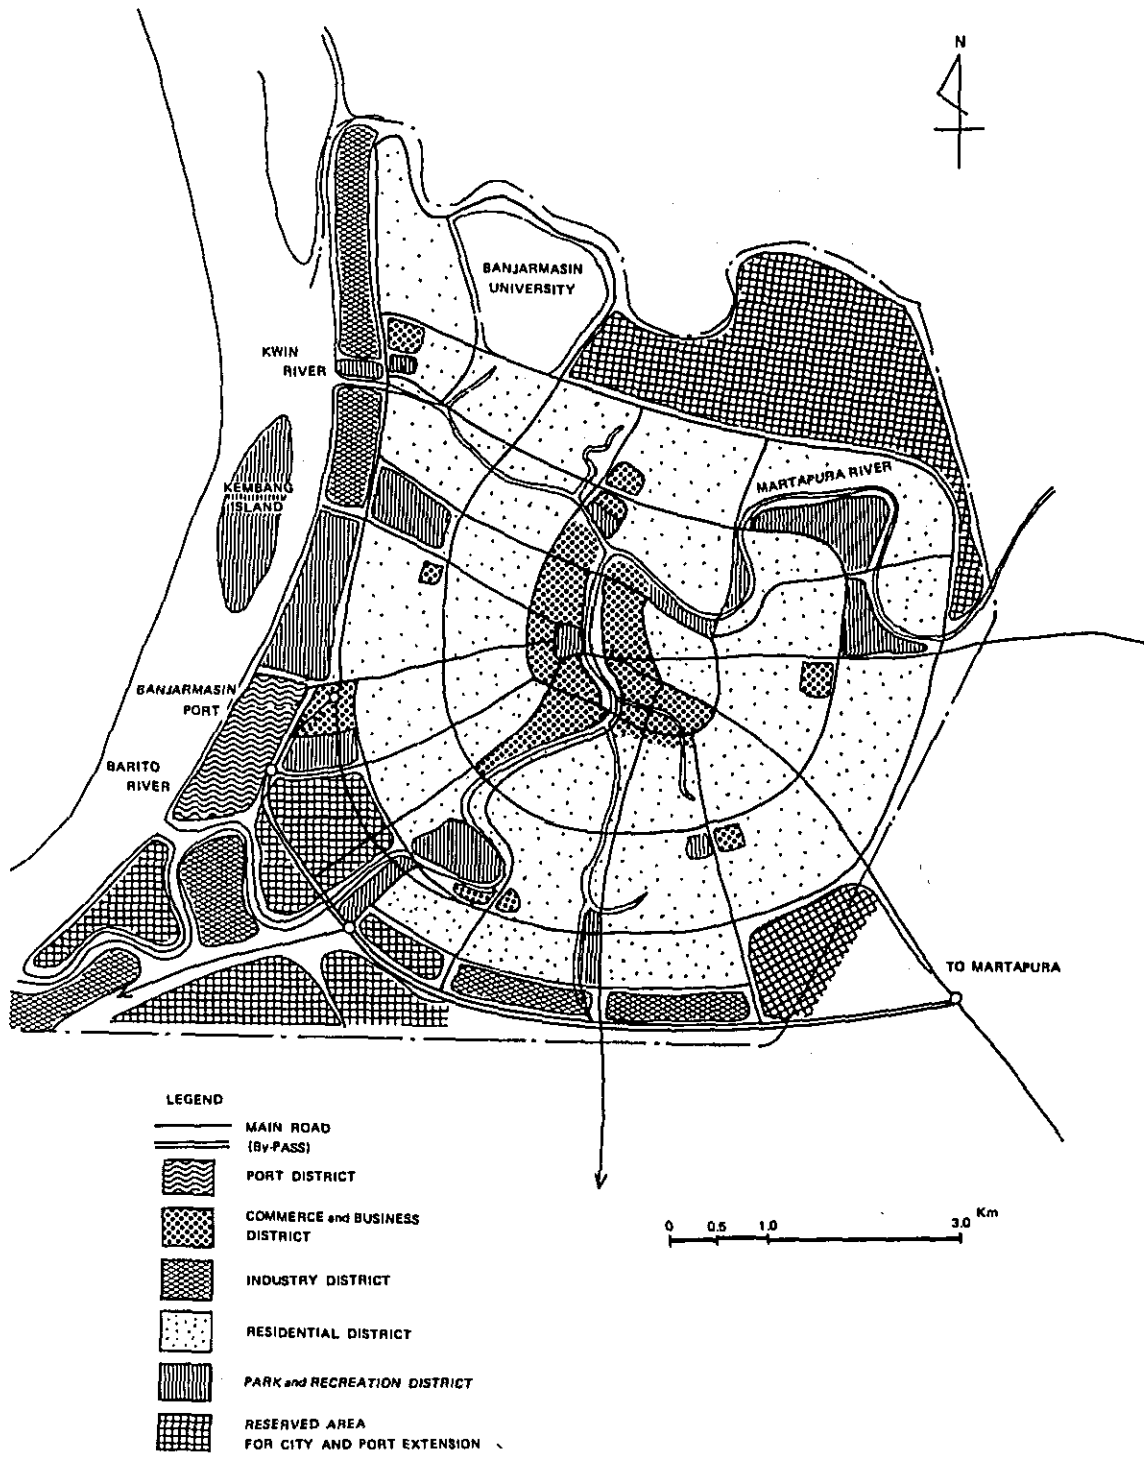 N
BANJARMASIN
UNIVERSITY
KWIN
RIVER
MARTAPURA RIVER
KEMBANG
ISLAND
BANJARMASIN
PORT
BARITO
RIVER
TO MARTAPURA
LEGEND
MAIN ROAD
(By-PASS)
PORT DISTRICT
COMMERCE and BUSINESS
DISTRICT
INDUSTRY DISTRICT
RESIDENTIAL DISTRICT
PARK and RECREATION DISTRICT
RESERVED AREA
FOR CITY AND PORT EXTENSION
0 0.5 1.0 3.0 Km